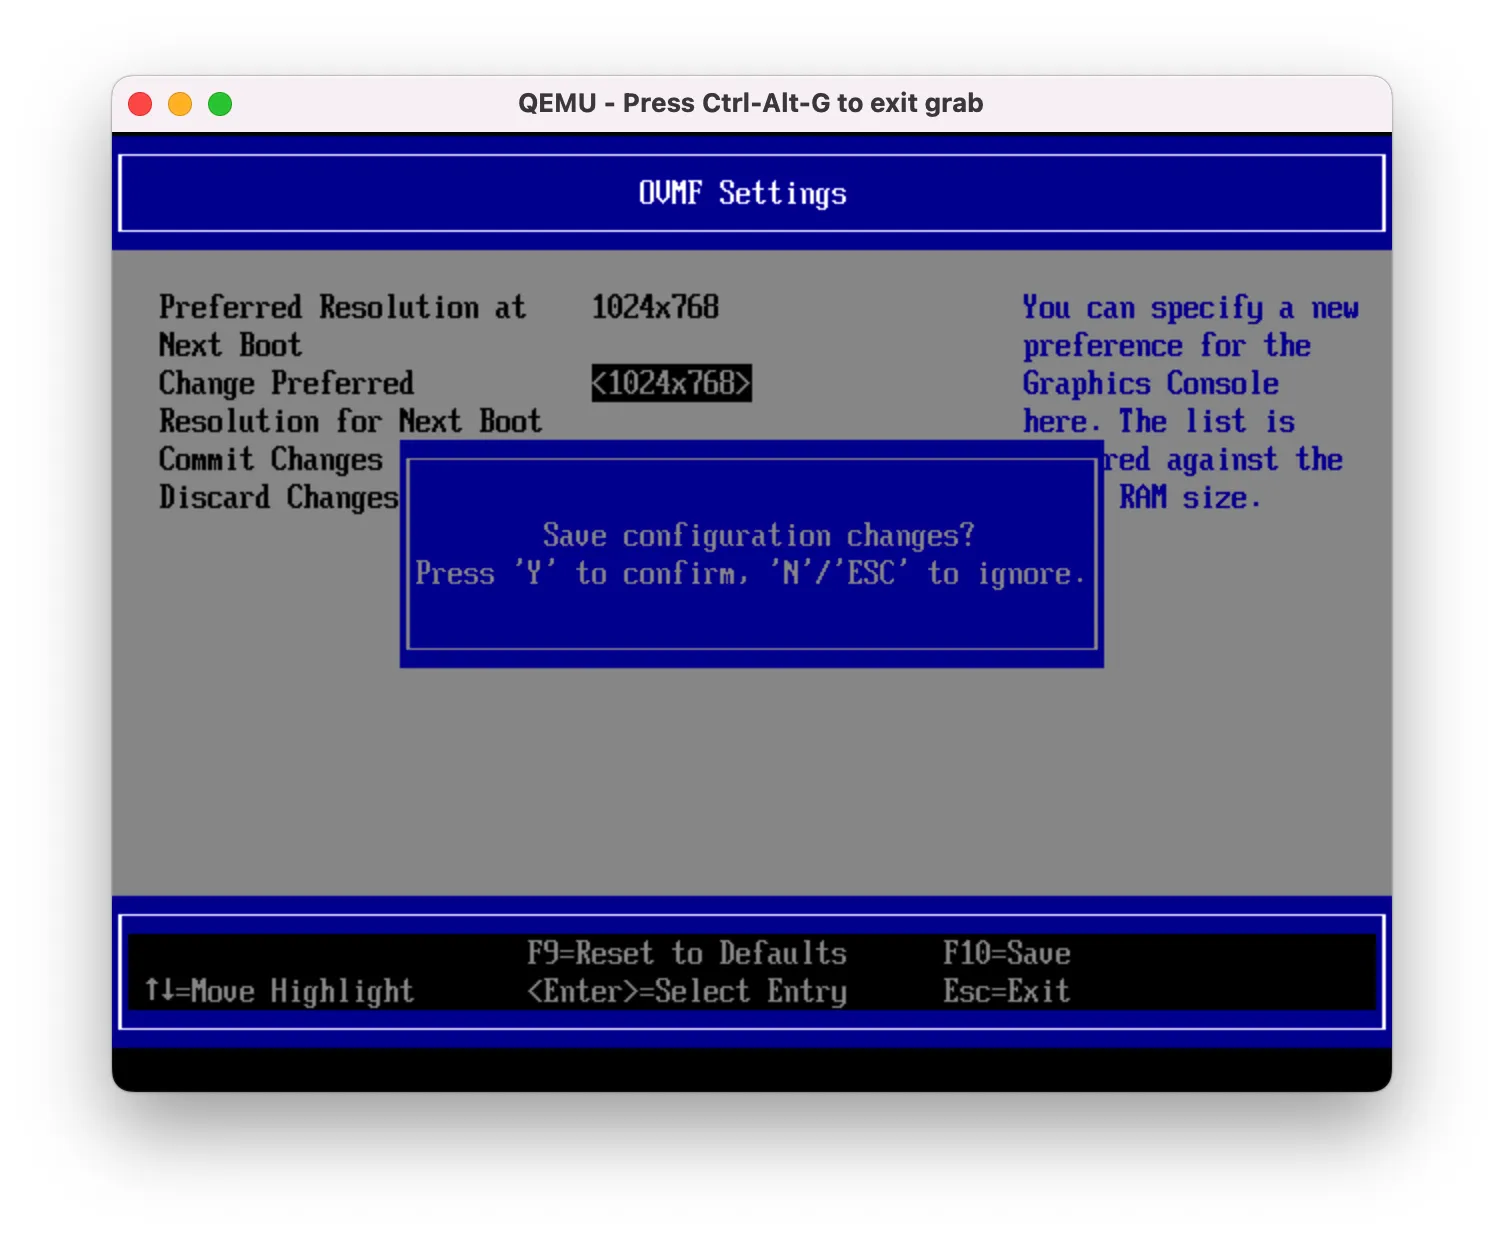 QEMU - Press Ctrl-Alt-G to exit grab
OVMF Settings
Preferred Resolution at 1024x768
Next Boot
Change Preferred <1024x768>
Resolution for Next Boot
Commit Changes
Discard Changes
You can specify a new
preference for the
Graphics Console
here. The list is
red against the
RAM size.
Save configuration changes?
Press 'Y' to confirm, 'N'/'ESC' to ignore.
F9=Reset to Defaults F10=Save
↑↓=Move Highlight <Enter>=Select Entry Esc=Exit